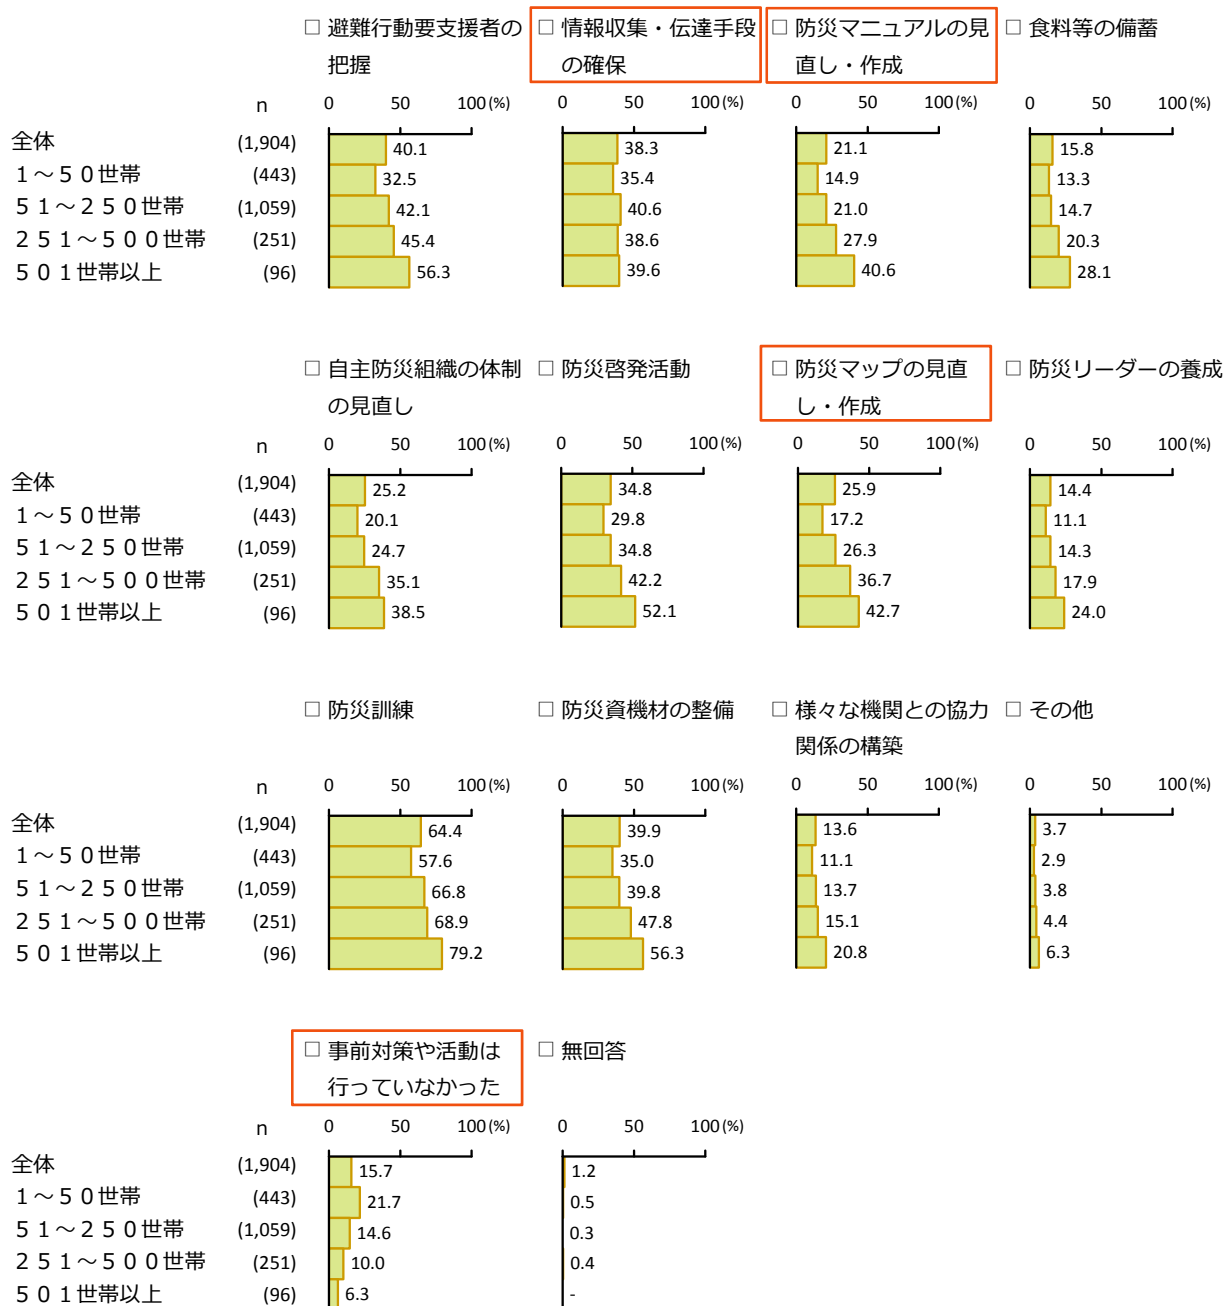 □ 避難行動要支援者の把握
□ 情報収集・伝達手段の確保
□ 防災マニュアルの見直し・作成
□ 食料等の備蓄
n 0 50 100(%) 0 50 100(%) 0 50 100(%) 0 50 100(%)
全体 (1,904) 40.1 38.3 21.1 15.8
1～50世帯 (443) 32.5 35.4 14.9 13.3
51～250世帯 (1,059) 42.1 40.6 21.0 14.7
251～500世帯 (251) 45.4 38.6 27.9 20.3
501世帯以上 (96) 56.3 39.6 40.6 28.1
□ 自主防災組織の体制の見直し
□ 防災啓発活動
□ 防災マップの見直し・作成
□ 防災リーダーの養成
n 0 50 100(%) 0 50 100(%) 0 50 100(%) 0 50 100(%)
全体 (1,904) 25.2 34.8 25.9 14.4
1～50世帯 (443) 20.1 29.8 17.2 11.1
51～250世帯 (1,059) 24.7 34.8 26.3 14.3
251～500世帯 (251) 35.1 42.2 36.7 17.9
501世帯以上 (96) 38.5 52.1 42.7 24.0
□ 防災訓練
□ 防災資機材の整備
□ 様々な機関との協力関係の構築
□ その他
n 0 50 100(%) 0 50 100(%) 0 50 100(%) 0 50 100(%)
全体 (1,904) 64.4 39.9 13.6 3.7
1～50世帯 (443) 57.6 35.0 11.1 2.9
51～250世帯 (1,059) 66.8 39.8 13.7 3.8
251～500世帯 (251) 68.9 47.8 15.1 4.4
501世帯以上 (96) 79.2 56.3 20.8 6.3
□ 事前対策や活動は行っていなかった
□ 無回答
n 0 50 100(%) 0 50 100(%)
全体 (1,904) 15.7 1.2
1～50世帯 (443) 21.7 0.5
51～250世帯 (1,059) 14.6 0.3
251～500世帯 (251) 10.0 0.4
501世帯以上 (96) 6.3 -